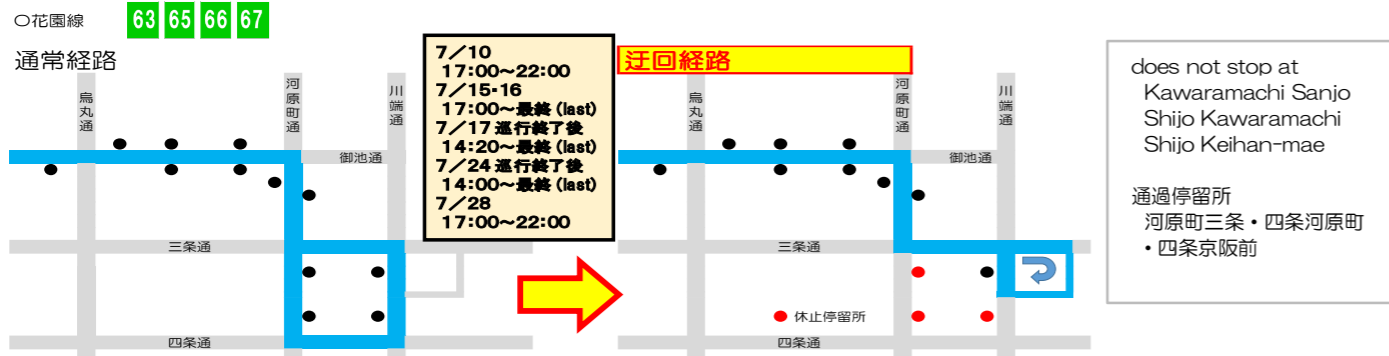 〇花園線 63 65 66 67
通常経路
烏丸通
河原町通
川端通
御池通
三条通
四条通
7/10
17:00~22:00
7/15・16
17:00~最終(last)
7/17 巡行終了後
14:20~最終(last)
7/24 巡行終了後
14:00~最終(last)
7/28
17:00~22:00
迂回経路
烏丸通
河原町通
川端通
御池通
三条通
休止停留所
四条通
does not stop at
Kawaramachi Sanjo
Shijo Kawaramachi
Shijo Keihan-mae
通過停留所
河原町三条・四条河原町
・四条京阪前